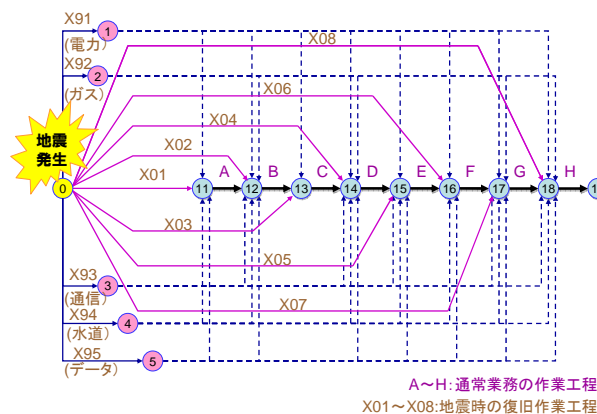 X91
1
(電力)
X08
X92
2
(ガス)
X06
地震
発生
X04
X02
A
B
C
D
E
F
G
H
X01
0
11
12
13
14
15
16
17
18
1
X03
X05
X93
3
(通信)
X07
X94
4
(水道)
X95
5
(データ)
A～H:通常業務の作業工程
X01～X08:地震時の復旧作業工程